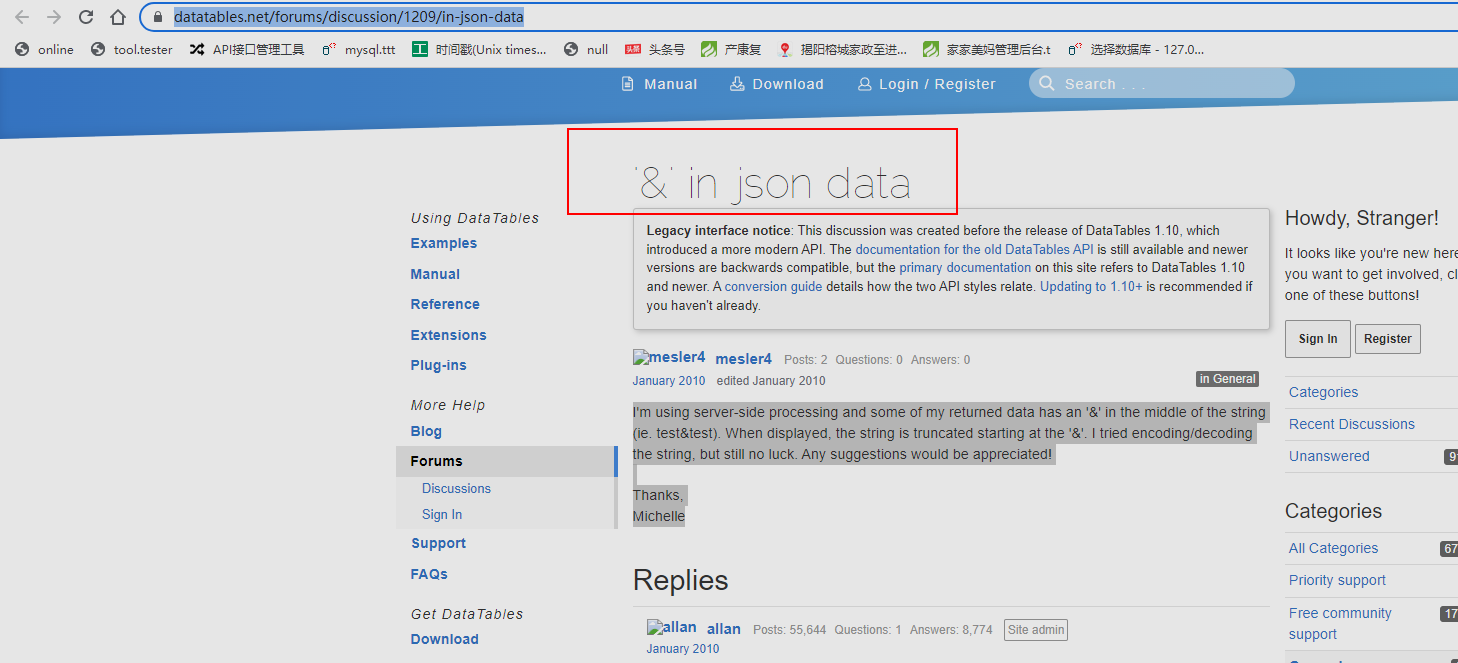 datatables.net/forums/discussion/1209/in-json-data
online tool.tester API接口管理工具 mysql.ttt 时间戳(Unix times... null 头条 头条号 产康复 揭阳榕城家政至进... 家家美妈管理后台.t 选择数据库 - 127.0...
Manual Download Login / Register Search . . .
'&' in json data
Using DataTables
Examples
Manual
Reference
Extensions
Plug-ins
More Help
Blog
Forums
Discussions
Sign In
Support
FAQs
Get DataTables
Download
Legacy interface notice: This discussion was created before the release of DataTables 1.10, which
introduced a more modern API. The documentation for the old DataTables API is still available and newer
versions are backwards compatible, but the primary documentation on this site refers to DataTables 1.10
and newer. A conversion guide details how the two API styles relate. Updating to 1.10+ is recommended if
you haven't already.
mesler4 mesler4 Posts: 2 Questions: 0 Answers: 0
January 2010 edited January 2010
in General
I'm using server-side processing and some of my returned data has an '&' in the middle of the string
(ie. test&test). When displayed, the string is truncated starting at the '&'. I tried encoding/decoding
the string, but still no luck. Any suggestions would be appreciated!
Thanks,
Michelle
Replies
allan allan Posts: 55,644 Questions: 1 Answers: 8,774 Site admin
January 2010
Howdy, Stranger!
It looks like you're new here
you want to get involved, cl
one of these buttons!
Sign In Register
Categories
Recent Discussions
Unanswered
Categories
All Categories 67
Priority support
Free community 17
support